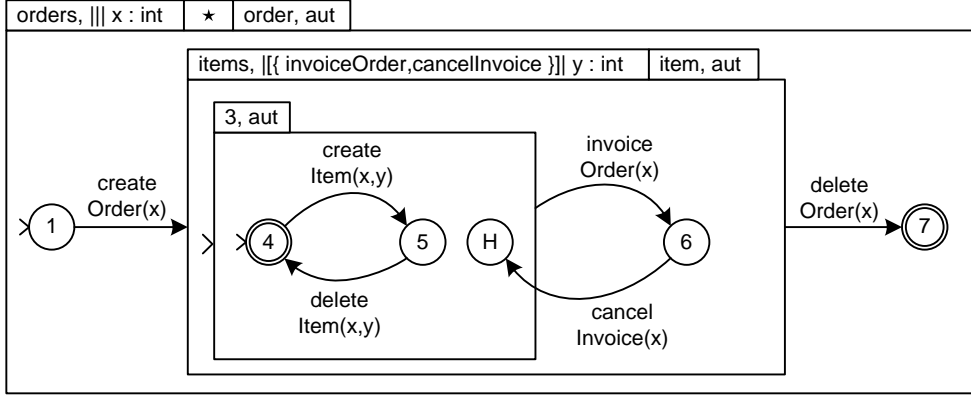 orders, ||| x : int ★ order, aut
items, |[{ invoiceOrder,cancelInvoice }]| y : int item, aut
3, aut
create
Order(x)
create
Item(x,y)
invoice
Order(x)
delete
Order(x)
1
4
5
H
6
7
delete
Item(x,y)
cancel
Invoice(x)